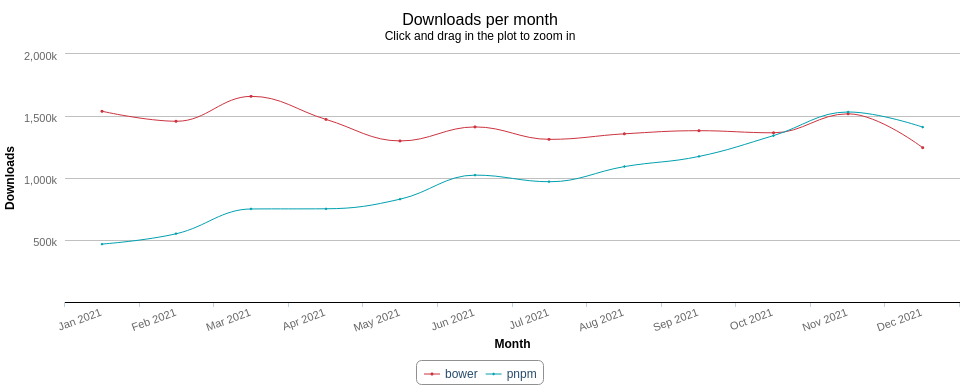 Downloads per month
Click and drag in the plot to zoom in
Downloads
2,000k
1,500k
1,000k
500k
Jan 2021
Feb 2021
Mar 2021
Apr 2021
May 2021
Jun 2021
Jul 2021
Aug 2021
Sep 2021
Oct 2021
Nov 2021
Dec 2021
Month
bower pnpm